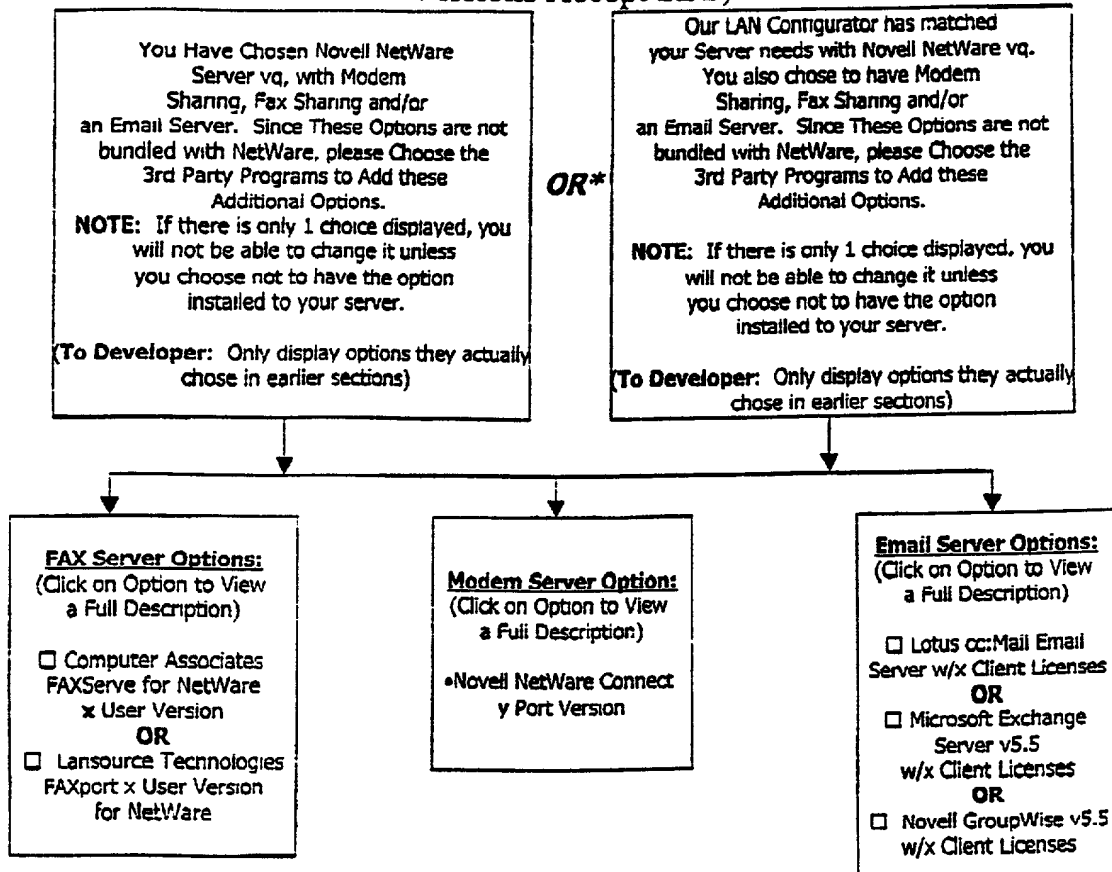 You Have Chosen Novell NetWare
Server vq, with Modem
Sharing, Fax Sharing and/or
an Email Server. Since These Options are not
bundled with NetWare, please Choose the
3rd Party Programs to Add these
Additional Options.
NOTE: If there is only 1 choice displayed, you
will not be able to change it unless
you choose not to have the option
installed to your server.
(To Developer: Only display options they actually
chose in earlier sections)
OR*
Our LAN Configurator has matched
your Server needs with Novell NetWare vq.
You also chose to have Modem
Sharing, Fax Sharing and/or
an Email Server. Since These Options are not
bundled with NetWare, please Choose the
3rd Party Programs to Add these
Additional Options.
NOTE: If there is only 1 choice displayed, you
will not be able to change it unless
you choose not to have the option
installed to your server.
(To Developer: Only display options they actually
chose in earlier sections)
FAX Server Options:
(Click on Option to View
a Full Description)
☐ Computer Associates
FAXServe for NetWare
x User Version
OR
☐ Lansource Technologies
FAXport x User Version
for NetWare
Modem Server Option:
(Click on Option to View
a Full Description)
•Novell NetWare Connect
y Port Version
Email Server Options:
(Click on Option to View
a Full Description)
☐ Lotus cc:Mail Email
Server w/x Client Licenses
OR
☐ Microsoft Exchange
Server v5.5
w/x Client Licenses
OR
☐ Novell GroupWise v5.5
w/x Client Licenses